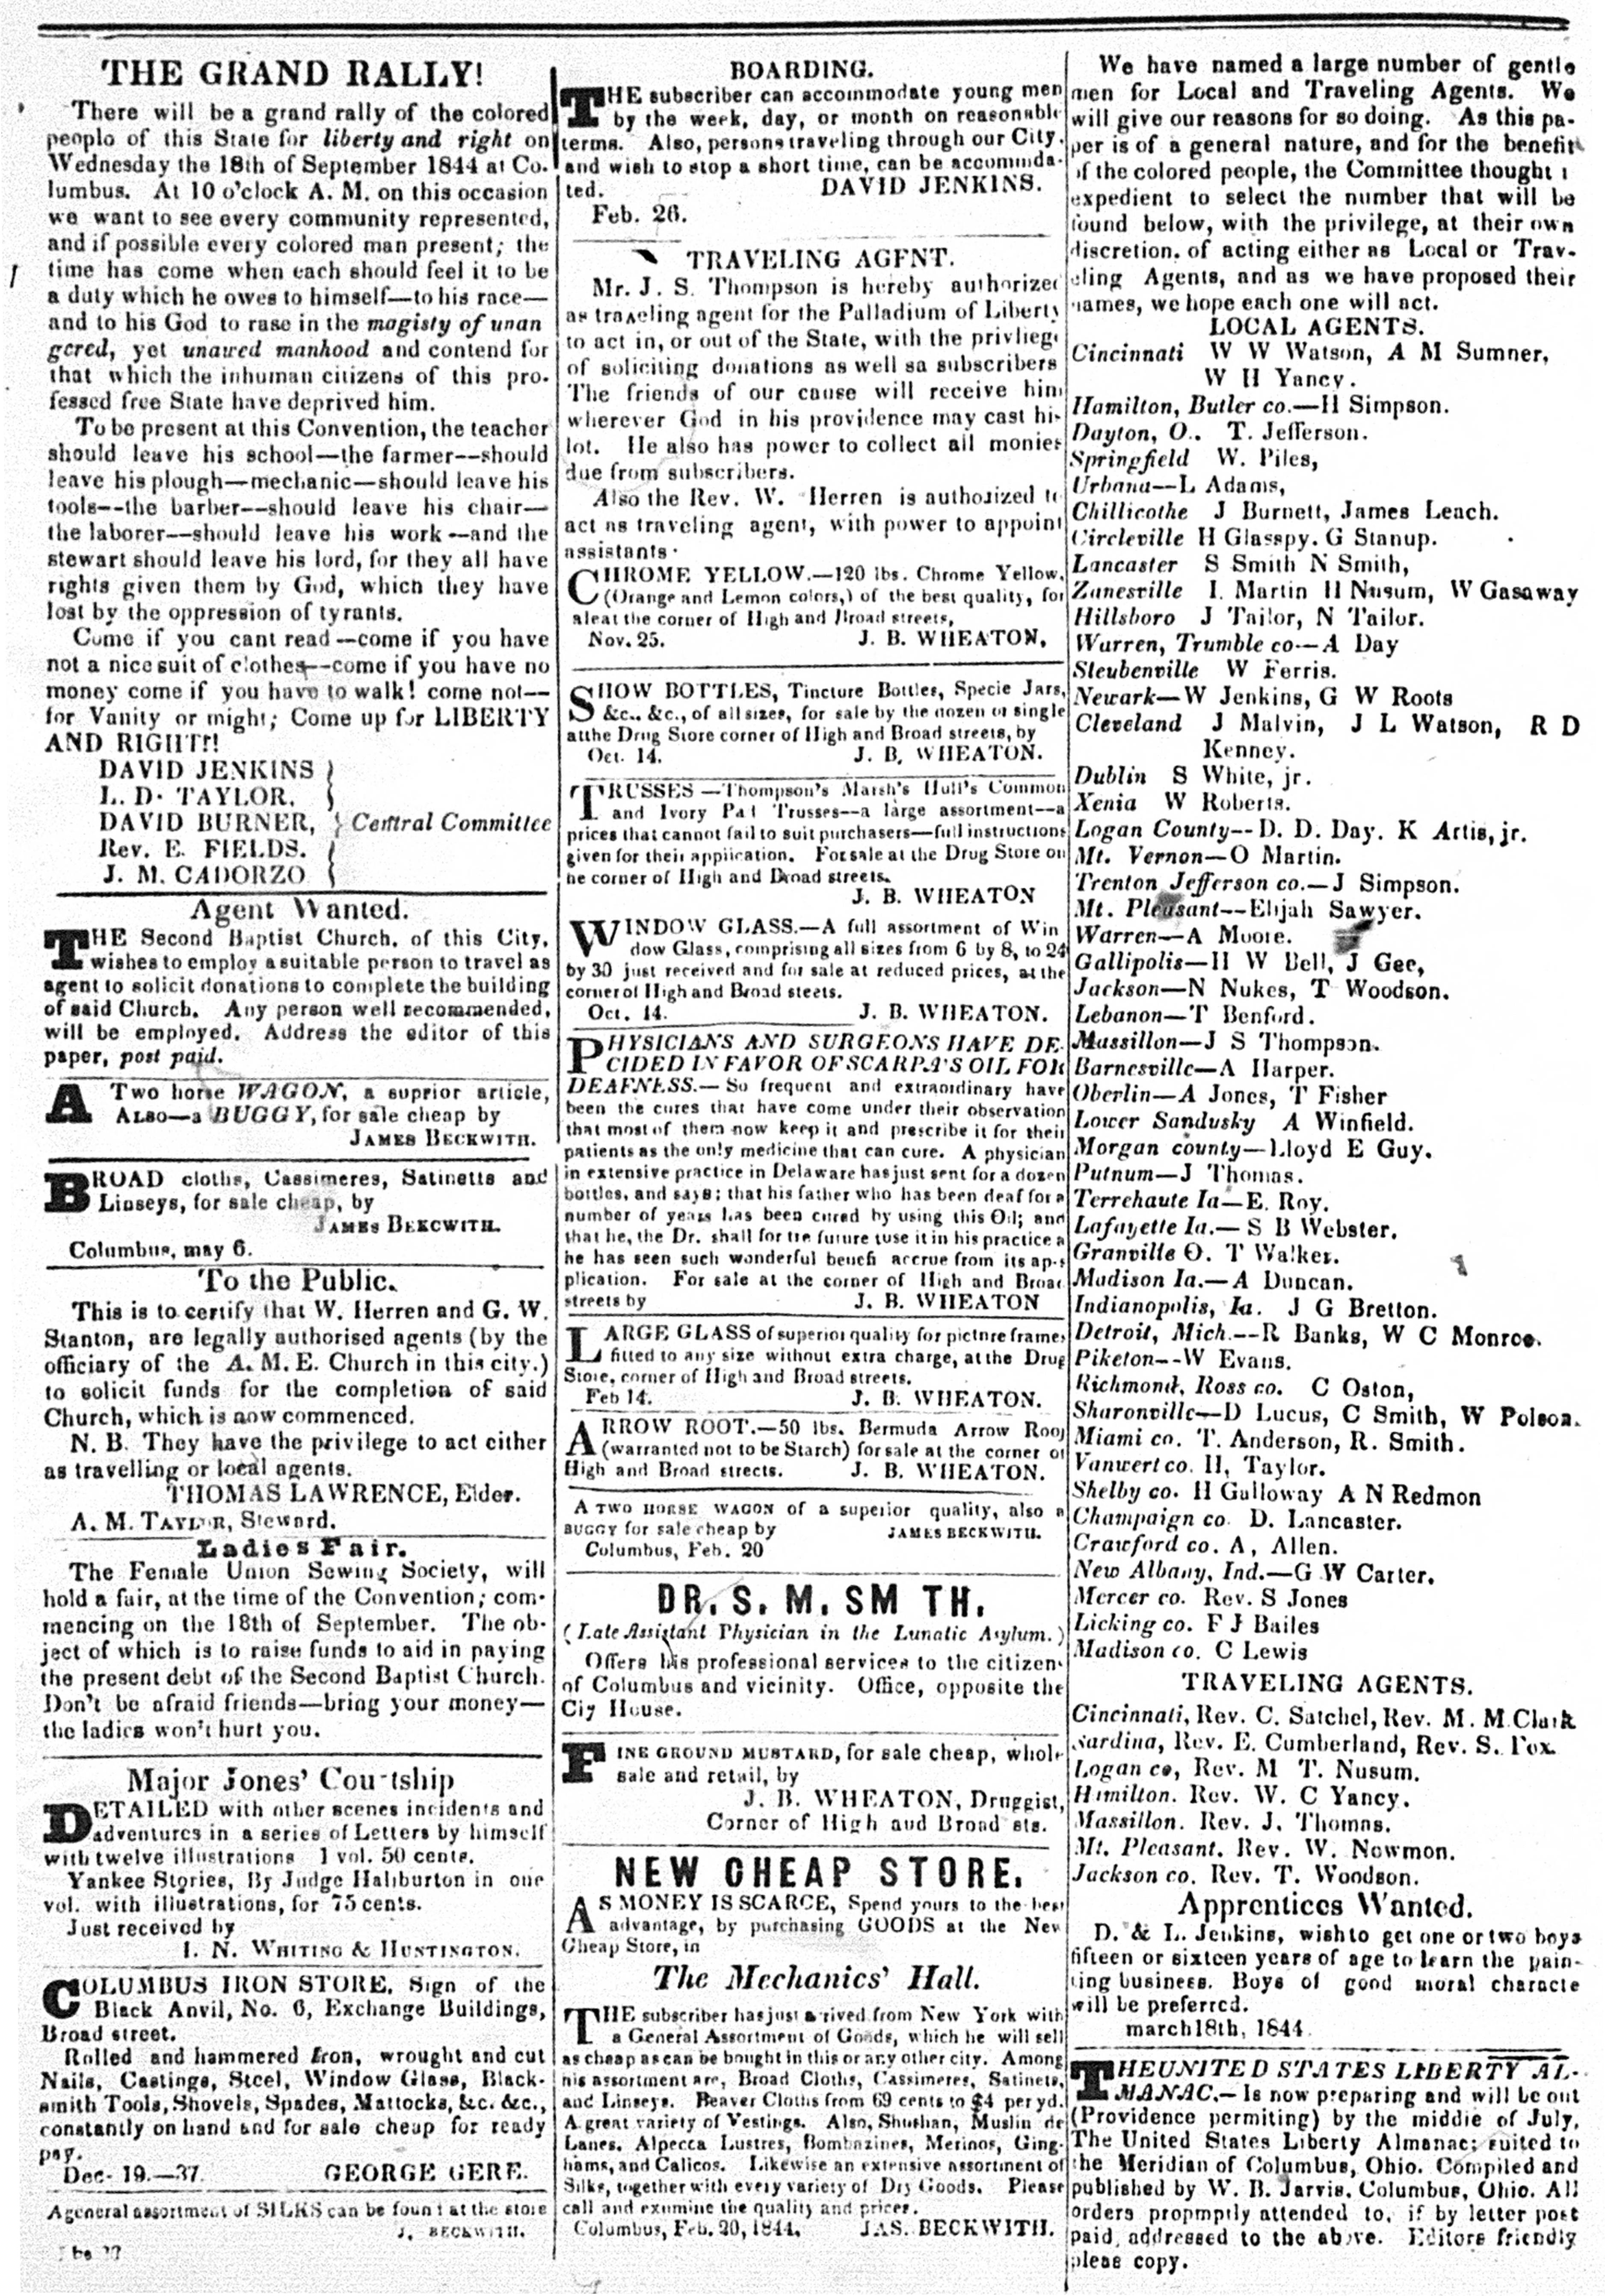 THE GRAND RALLY!
There will be a grand rally of the colored
people of this State for liberty and right on
Wednesday the 18th of September 1844 at Co-
lumbus. At 10 o'clock A. M. on this occasion
we want to see every community represented,
and if possible every colored man present; the
time has come when each should feel it to be
a duty which he owes to himself—to his race—
and to his God to rase in the magisty of unan
gered, yet unawed manhood and contend for
that which the inhuman citizens of this pro-
fessed free State have deprived him.
To be present at this Convention, the teacher
should leave his school—the farmer--should
leave his plough—mechanic—should leave his
tools--the barber--should leave his chair—
the laborer--should leave his work--and the
stewart should leave his lord, for they all have
rights given them by God, which they have
lost by the oppression of tyrants.
Come if you cant read--come if you have
not a nice suit of clothes--come if you have no
money come if you have to walk! come not--
for Vanity or might; Come up for LIBERTY
AND RIGHT!!
DAVID JENKINS
L. D. TAYLOR,
DAVID BURNER, } Central Committee
Rev. E. FIELDS.
J. M. CADORZO
Agent Wanted.
THE Second Baptist Church, of this City,
wishes to employ a suitable person to travel as
agent to solicit donations to complete the building
of said Church. Any person well recommended,
will be employed. Address the editor of this
paper, post paid.
A Two horse WAGON, a suprior article,
ALSO—a BUGGY, for sale cheap by
JAMES BECKWITH.
BROAD cloths, Cassimeres, Satinetts and
Linseys, for sale cheap, by
JAMES BEKCWITH.
Columbus, may 6.
To the Public.
This is to certify that W. Herren and G. W.
Stanton, are legally authorised agents (by the
officiary of the A. M. E. Church in this city.)
to solicit funds for the completion of said
Church, which is now commenced.
N. B. They have the privilege to act either
as travelling or local agents.
THOMAS LAWRENCE, Elder.
A. M. TAYLOR, Steward.
Ladies Fair.
The Female Union Sewing Society, will
hold a fair, at the time of the Convention; com-
mencing on the 18th of September. The ob-
ject of which is to raise funds to aid in paying
the present debt of the Second Baptist Church.
Don't be afraid friends—bring your money—
the ladies won't hurt you.
Major Jones' Courtship
DETAILED with other scenes incidents and
adventures in a series of Letters by himself
with twelve illustrations 1 vol. 50 cents.
Yankee Stories, By Judge Haliburton in one
vol. with illustrations, for 75 cents.
Just received by
I. N. WHITING & HUNTINGTON.
COLUMBUS IRON STORE. Sign of the
Black Anvil, No. 6, Exchange Buildings,
Broad street.
Rolled and hammered Iron, wrought and cut
Nails, Castings, Steel, Window Glass, Black-
smith Tools, Shovels, Spades, Mattocks, &c. &c.,
constantly on hand and for sale cheap for ready
pay.
Dec- 19.—37. GEORGE GERE.
A general assortment of SILKS can be found at the store
J. BECKWITH.
BOARDING.
THE subscriber can accommodate young men
by the week, day, or month on reasonable
terms. Also, persons traveling through our City,
and wish to stop a short time, can be accommda-
ted. DAVID JENKINS.
Feb. 26.
TRAVELING AGENT.
Mr. J. S. Thompson is hereby authorized
as traveling agent for the Palladium of Liberty
to act in, or out of the State, with the privliege
of soliciting donations as well sa subscribers
The friends of our cause will receive him
wherever God in his providence may cast hi-
lot. He also has power to collect all monies
due from subscribers.
Also the Rev. W. Herren is authorized to
act as traveling agent, with power to appoint
assistants.
CHROME YELLOW.—120 lbs. Chrome Yellow,
(Orange and Lemon colors,) of the best quality, for
aleat the corner of High and Broad streets,
Nov. 25. J. B. WHEATON,
SHOW BOTTLES, Tincture Bottles, Specie Jars,
&c., &c., of all sizes, for sale by the dozen or single
atthe Drug Store corner of High and Broad streets, by
Oct. 14. J. B. WHEATON.
TRUSSES—Thompson's Marsh's Hull's Common
and Ivory Pad Trusses--a large assortment—a
prices that cannot fail to suit purchasers—full instructions
given for their appiication. For sale at the Drug Store on
he corner of High and Broad streets.
J. B. WHEATON
WINDOW GLASS.—A full assortment of Win
dow Glass, comprising all sizes from 6 by 8, to 24
by 30 just received and for sale at reduced prices, at the
corner of High and Broad steets.
Oct. 14. J. B. WHEATON.
PHYSICIANS AND SURGEONS HAVE DE-
CIDED IN FAVOR OF SCARPA'S OIL FOR
DEAFNESS.—So frequent and extraordinary have
been the cures that have come under their observation
that most of them now keep it and prescribe it for their
patients as the only medicine that can cure. A physician
in extensive practice in Delaware has just sent for a dozen
bottles, and says; that his father who has been deaf for a
number of years has been cured by using this Oil; and
that he, the Dr. shall for tre future tuse it in his practice a
he has seen such wonderful benefi accrue from its ap-s
plication. For sale at the corner of High and Broad
streets by J. B. WHEATON
LARGE GLASS of superior quality for picture frames
fitted to any size without extra charge, at the Drug
Store, corner of High and Broad streets.
Feb 14. J. B. WHEATON.
ARROW ROOT.—50 lbs. Bermuda Arrow Roo
(warranted not to be Starch) for sale at the corner of
High and Broad streets. J. B. WHEATON.
A TWO HORSE WAGON of a superior quality, also a
BUGGY for sale cheap by JAMES BECKWITH.
Columbus, Feb. 20
DR. S. M. SM TH.
(Late Assistant Physician in the Lunatic Asylum.)
Offers his professional services to the citizen-
of Columbus and vicinity. Office, opposite the
City House.
FINE GROUND MUSTARD, for sale cheap, whole
sale and retail, by
J. B. WHEATON, Druggist,
Corner of High and Broad sts.
NEW CHEAP STORE.
AS MONEY IS SCARCE, Spend yours to the best
advantage, by purchasing GOODS at the New
Cheap Store, in
The Mechanics' Hall.
THE subscriber has just arrived from New York with
a General Assortment of Goods, which he will sell
as cheap as can be bought in this or any other city. Among
his assortment are, Broad Cloths, Cassimeres, Satinets,
and Linseys. Beaver Cloths from 69 cents to $4 per yd.
A great variety of Vestings. Also, Shushan, Muslin de
Lanes, Alpecca Lustres, Bombazines, Merinos, Ging-
hams, and Calicos. Likewise an extensive assortment of
Silks, together with every variety of Dry Goods. Please
call and examine the quality and prices.
Columbus, Feb. 20, 1844. JAS. BECKWITH.
We have named a large number of gentle
men for Local and Traveling Agents. We
will give our reasons for so doing. As this pa-
per is of a general nature, and for the benefit
of the colored people, the Committee thought i
expedient to select the number that will be
found below, with the privilege, at their own
discretion, of acting either as Local or Trav-
eling Agents, and as we have proposed their
names, we hope each one will act.
LOCAL AGENTS.
Cincinnati W W Watson, A M Sumner,
W H Yancy.
Hamilton, Butler co.—H Simpson.
Dayton, O.. T. Jefferson.
Springfield W. Piles,
Urbana—L Adams,
Chillicothe J Burnett, James Leach.
Circleville H Glasspy. G Stanup.
Lancaster S Smith N Smith,
Zanesville I. Martin H Nusum, W Gasaway
Hillsboro J Tailor, N Tailor.
Warren, Trumble co-—A Day
Steubenville W Ferris.
Newark—W Jenkins, G W Roots
Cleveland J Malvin, J L Watson, R D
Kenney.
Dublin S White, jr.
Xenia W Roberts.
Logan County--D. D. Day. K Artis, jr.
Mt. Vernon—O Martin.
Trenton Jefferson co.—J Simpson.
Mt. Pleasant--Elijah Sawyer.
Warren—A Moore.
Gallipolis—H W Bell, J Gee,
Jackson—N Nukes, T Woodson.
Lebanon—T Benford.
Massillon—J S Thompson.
Barnesville—A Harper.
Oberlin—A Jones, T Fisher
Lower Sandusky A Winfield.
Morgan county—Lloyd E Guy.
Putnum—J Thomas.
Terrehaute Ia—E. Roy.
Lafayette Ia.— S B Webster.
Granville O. T Walker.
Madison Ia.—A Duncan.
Indianopolis, Ia. J G Bretton.
Detroit, Mich.--R Banks, W C Monroe.
Piketon--W Evans.
Richmond, Ross co. C Oston,
Sharonville—D Lucus, C Smith, W Polson.
Miami co. T. Anderson, R. Smith.
Vanwert co. H, Taylor.
Shelby co. H Galloway A N Redmon
Champaign co. D. Lancaster.
Crawford co. A, Allen.
New Albany, Ind.—G W Carter.
Mercer co. Rev. S Jones
Licking co. F J Bailes
Madison co. C Lewis
TRAVELING AGENTS.
Cincinnati, Rev. C. Satchel, Rev. M. M Clark
Sardina, Rev. E. Cumberland, Rev. S. Fox
Logan co, Rev. M T. Nusum.
Hamilton. Rev. W. C Yancy.
Massillon. Rev. J. Thomas.
Mt. Pleasant. Rev. W. Newmon.
Jackson co. Rev. T. Woodson.
Apprentices Wanted.
D. & L. Jenkins, wish to get one or two boys
fifteen or sixteen years of age to learn the pain-
ting business. Boys of good moral characte
will be preferred.
march 18th, 1844.
THE UNITED STATES LIBERTY AL-
MANAC.—Is now preparing and will be out
(Providence permiting) by the middle of July,
The United States Liberty Almanac; suited to
the Meridian of Columbus, Ohio. Compiled and
published by W. B. Jarvis. Columbus, Ohio. All
orders propmptly attended to, if by letter post
paid, addressed to the above. Editors friendly
pleas copy.